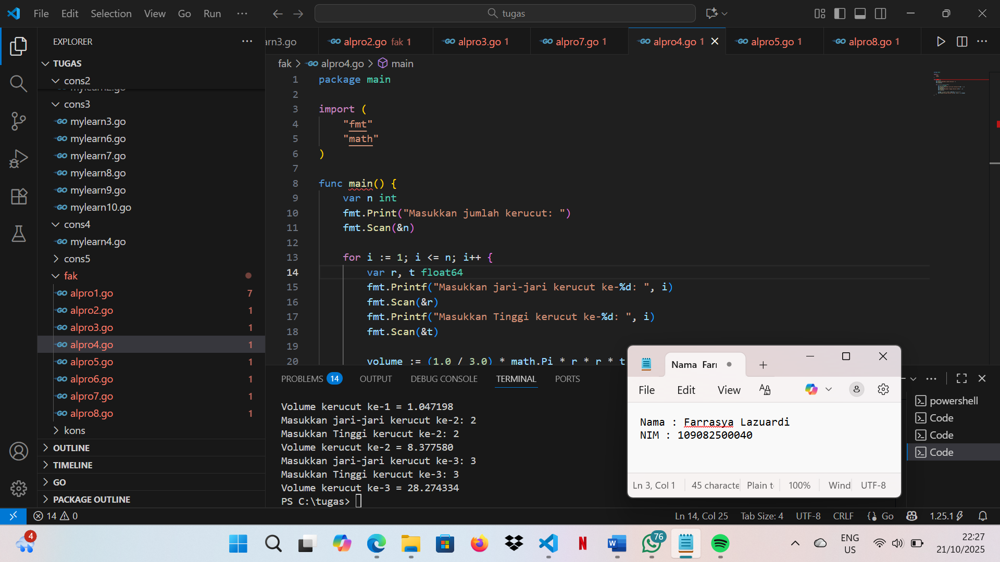 File Edit Selection View Go Run ··· tugas
EXPLORER ···
TUGAS
cons2
cons3
mylearn3.go
mylearn6.go
mylearn7.go
mylearn8.go
mylearn9.go
mylearn10.go
cons4
mylearn4.go
cons5
fak
alpro1.go 7
alpro2.go 1
alpro3.go 1
alpro4.go 1
alpro5.go 1
alpro6.go 1
alpro7.go 1
alpro8.go 1
kons
OUTLINE
TIMELINE
GO
PACKAGE OUTLINE
arn3.go GO alpro2.go fak 1 GO alpro3.go 1 GO alpro7.go 1 GO alpro4.go 1 GO alpro5.go 1 GO alpro8.go 1
fak > GO alpro4.go > main
1 package main
2
3 import (
4 "fmt"
5 "math"
6 )
7
8 func main() {
9 var n int
10 fmt.Print("Masukkan jumlah kerucut: ")
11 fmt.Scan(&n)
12
13 for i := 1; i <= n; i++ {
14 var r, t float64
15 fmt.Printf("Masukkan jari-jari kerucut ke-%d: ", i)
16 fmt.Scan(&r)
17 fmt.Printf("Masukkan Tinggi kerucut ke-%d: ", i)
18 fmt.Scan(&t)
19
20 volume := (1.0 / 3.0) * math.Pi * r * r * t
PROBLEMS 14 OUTPUT DEBUG CONSOLE TERMINAL PORTS
Volume kerucut ke-1 = 1.047198
Masukkan jari-jari kerucut ke-2: 2
Masukkan Tinggi kerucut ke-2: 2
Volume kerucut ke-2 = 8.377580
Masukkan jari-jari kerucut ke-3: 3
Masukkan Tinggi kerucut ke-3: 3
Volume kerucut ke-3 = 28.274334
PS C:\tugas>
powershell
Code
Code
Code
Nama Farr
File Edit View
Nama : Farrasya Lazuardi
NIM : 109082500040
Ln 3, Col 1 45 characte Plain t 100% Wind UTF-8
14 0 Ln 14, Col 25 Tab Size: 4 UTF-8 CRLF Go 1.25.1
4 76 ENG
US
22:27
21/10/2025